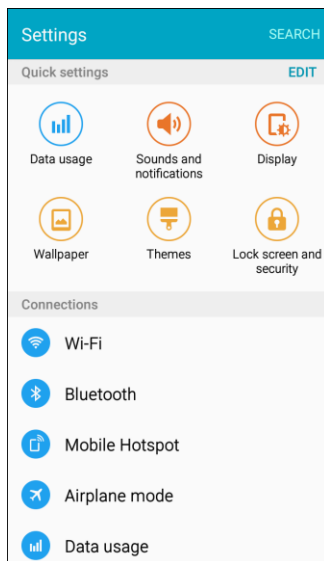 Settings SEARCH
Quick settings EDIT
Data usage
Sounds and
notifications
Display
Wallpaper
Themes
Lock screen and
security
Connections
Wi-Fi
Bluetooth
Mobile Hotspot
Airplane mode
Data usage